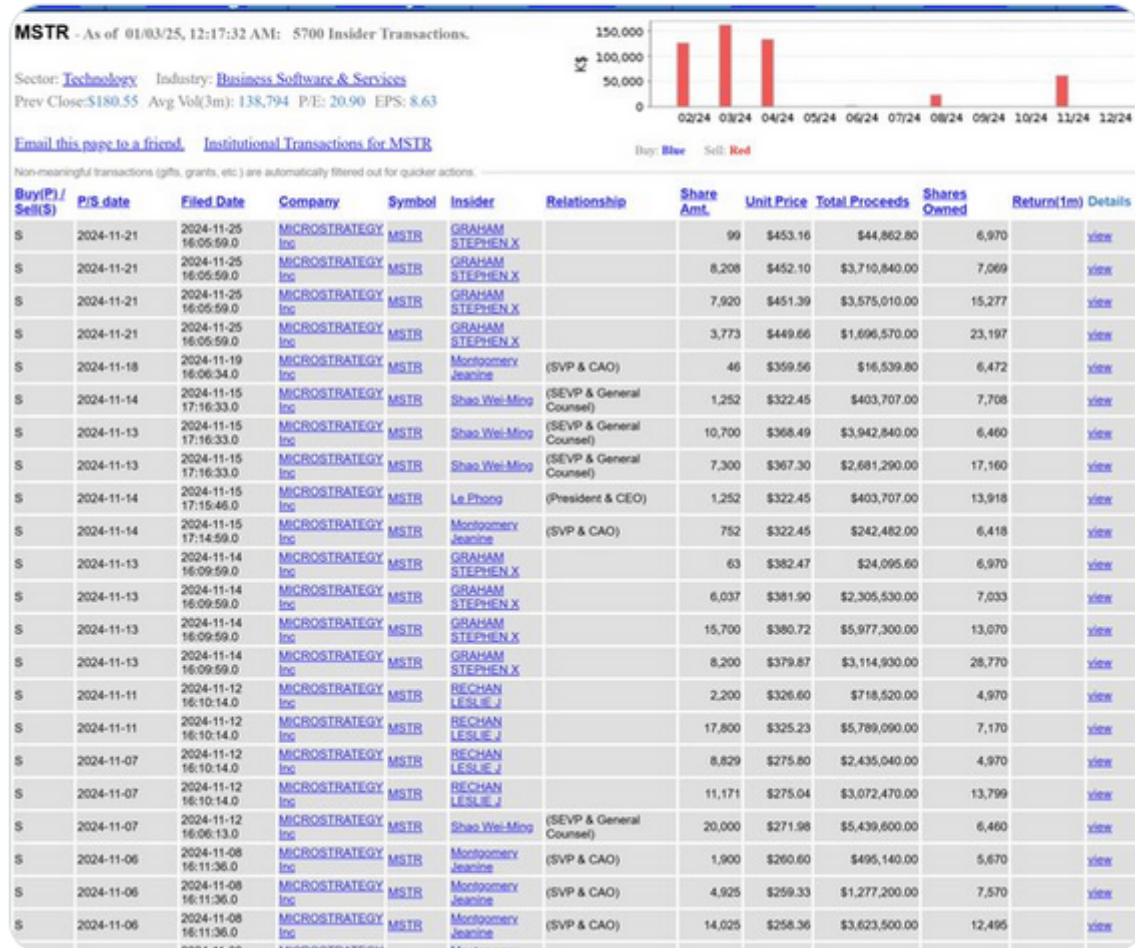 MSTR - As of 01/03/25, 12:17:32 AM: 5700 Insider Transactions.
Sector: Technology Industry: Business Software & Services
Prev Close:$180.55 Avg Vol(3m): 138,794 P/E: 20.90 EPS: 8.63
Email this page to a friend. Institutional Transactions for MSTR
K$
150,000
100,000
50,000
0
02/24 03/24 04/24 05/24 06/24 07/24 08/24 09/24 10/24 11/24 12/24
Buy: Blue Sell: Red
Non-meaningful transactions (gifts, grants, etc.) are automatically filtered out for quicker actions.
Buy(P) / Sell(S) P/S date Filed Date Company Symbol Insider Relationship Share Amt. Unit Price Total Proceeds Shares Owned Return(1m) Details
S 2024-11-21 2024-11-25 16:05:59.0 MICROSTRATEGY Inc MSTR GRAHAM STEPHEN X 99 $453.16 $44,862.80 6,970 view
S 2024-11-21 2024-11-25 16:05:59.0 MICROSTRATEGY Inc MSTR GRAHAM STEPHEN X 8,208 $452.10 $3,710,840.00 7,069 view
S 2024-11-21 2024-11-25 16:05:59.0 MICROSTRATEGY Inc MSTR GRAHAM STEPHEN X 7,920 $451.39 $3,575,010.00 15,277 view
S 2024-11-21 2024-11-25 16:05:59.0 MICROSTRATEGY Inc MSTR GRAHAM STEPHEN X 3,773 $449.66 $1,696,570.00 23,197 view
S 2024-11-18 2024-11-19 16:06:34.0 MICROSTRATEGY Inc MSTR Montgomery Jeanine (SVP & CAO) 46 $359.56 $16,539.80 6,472 view
S 2024-11-14 2024-11-15 17:16:33.0 MICROSTRATEGY Inc MSTR Shao Wei-Ming (SEVP & General Counsel) 1,252 $322.45 $403,707.00 7,708 view
S 2024-11-13 2024-11-15 17:16:33.0 MICROSTRATEGY Inc MSTR Shao Wei-Ming (SEVP & General Counsel) 10,700 $368.49 $3,942,840.00 6,460 view
S 2024-11-13 2024-11-15 17:16:33.0 MICROSTRATEGY Inc MSTR Shao Wei-Ming (SEVP & General Counsel) 7,300 $367.30 $2,681,290.00 17,160 view
S 2024-11-14 2024-11-15 17:15:46.0 MICROSTRATEGY Inc MSTR Le Phong (President & CEO) 1,252 $322.45 $403,707.00 13,918 view
S 2024-11-14 2024-11-15 17:14:59.0 MICROSTRATEGY Inc MSTR Montgomery Jeanine (SVP & CAO) 752 $322.45 $242,482.00 6,418 view
S 2024-11-13 2024-11-14 16:09:59.0 MICROSTRATEGY Inc MSTR GRAHAM STEPHEN X 63 $382.47 $24,095.60 6,970 view
S 2024-11-13 2024-11-14 16:09:59.0 MICROSTRATEGY Inc MSTR GRAHAM STEPHEN X 6,037 $381.90 $2,305,530.00 7,033 view
S 2024-11-13 2024-11-14 16:09:59.0 MICROSTRATEGY Inc MSTR GRAHAM STEPHEN X 15,700 $380.72 $5,977,300.00 13,070 view
S 2024-11-13 2024-11-14 16:09:59.0 MICROSTRATEGY Inc MSTR GRAHAM STEPHEN X 8,200 $379.87 $3,114,930.00 28,770 view
S 2024-11-11 2024-11-12 16:10:14.0 MICROSTRATEGY Inc MSTR RECHAN LESLIE J 2,200 $326.60 $718,520.00 4,970 view
S 2024-11-11 2024-11-12 16:10:14.0 MICROSTRATEGY Inc MSTR RECHAN LESLIE J 17,800 $325.23 $5,789,090.00 7,170 view
S 2024-11-07 2024-11-12 16:10:14.0 MICROSTRATEGY Inc MSTR RECHAN LESLIE J 8,829 $275.80 $2,435,040.00 4,970 view
S 2024-11-07 2024-11-12 16:10:14.0 MICROSTRATEGY Inc MSTR RECHAN LESLIE J 11,171 $275.04 $3,072,470.00 13,799 view
S 2024-11-07 2024-11-12 16:06:13.0 MICROSTRATEGY Inc MSTR Shao Wei-Ming (SEVP & General Counsel) 20,000 $271.98 $5,439,600.00 6,460 view
S 2024-11-06 2024-11-08 16:11:36.0 MICROSTRATEGY Inc MSTR Montgomery Jeanine (SVP & CAO) 1,900 $260.60 $495,140.00 5,670 view
S 2024-11-06 2024-11-08 16:11:36.0 MICROSTRATEGY Inc MSTR Montgomery Jeanine (SVP & CAO) 4,925 $259.33 $1,277,200.00 7,570 view
S 2024-11-06 2024-11-08 16:11:36.0 MICROSTRATEGY Inc MSTR Montgomery Jeanine (SVP & CAO) 14,025 $258.36 $3,623,500.00 12,495 view